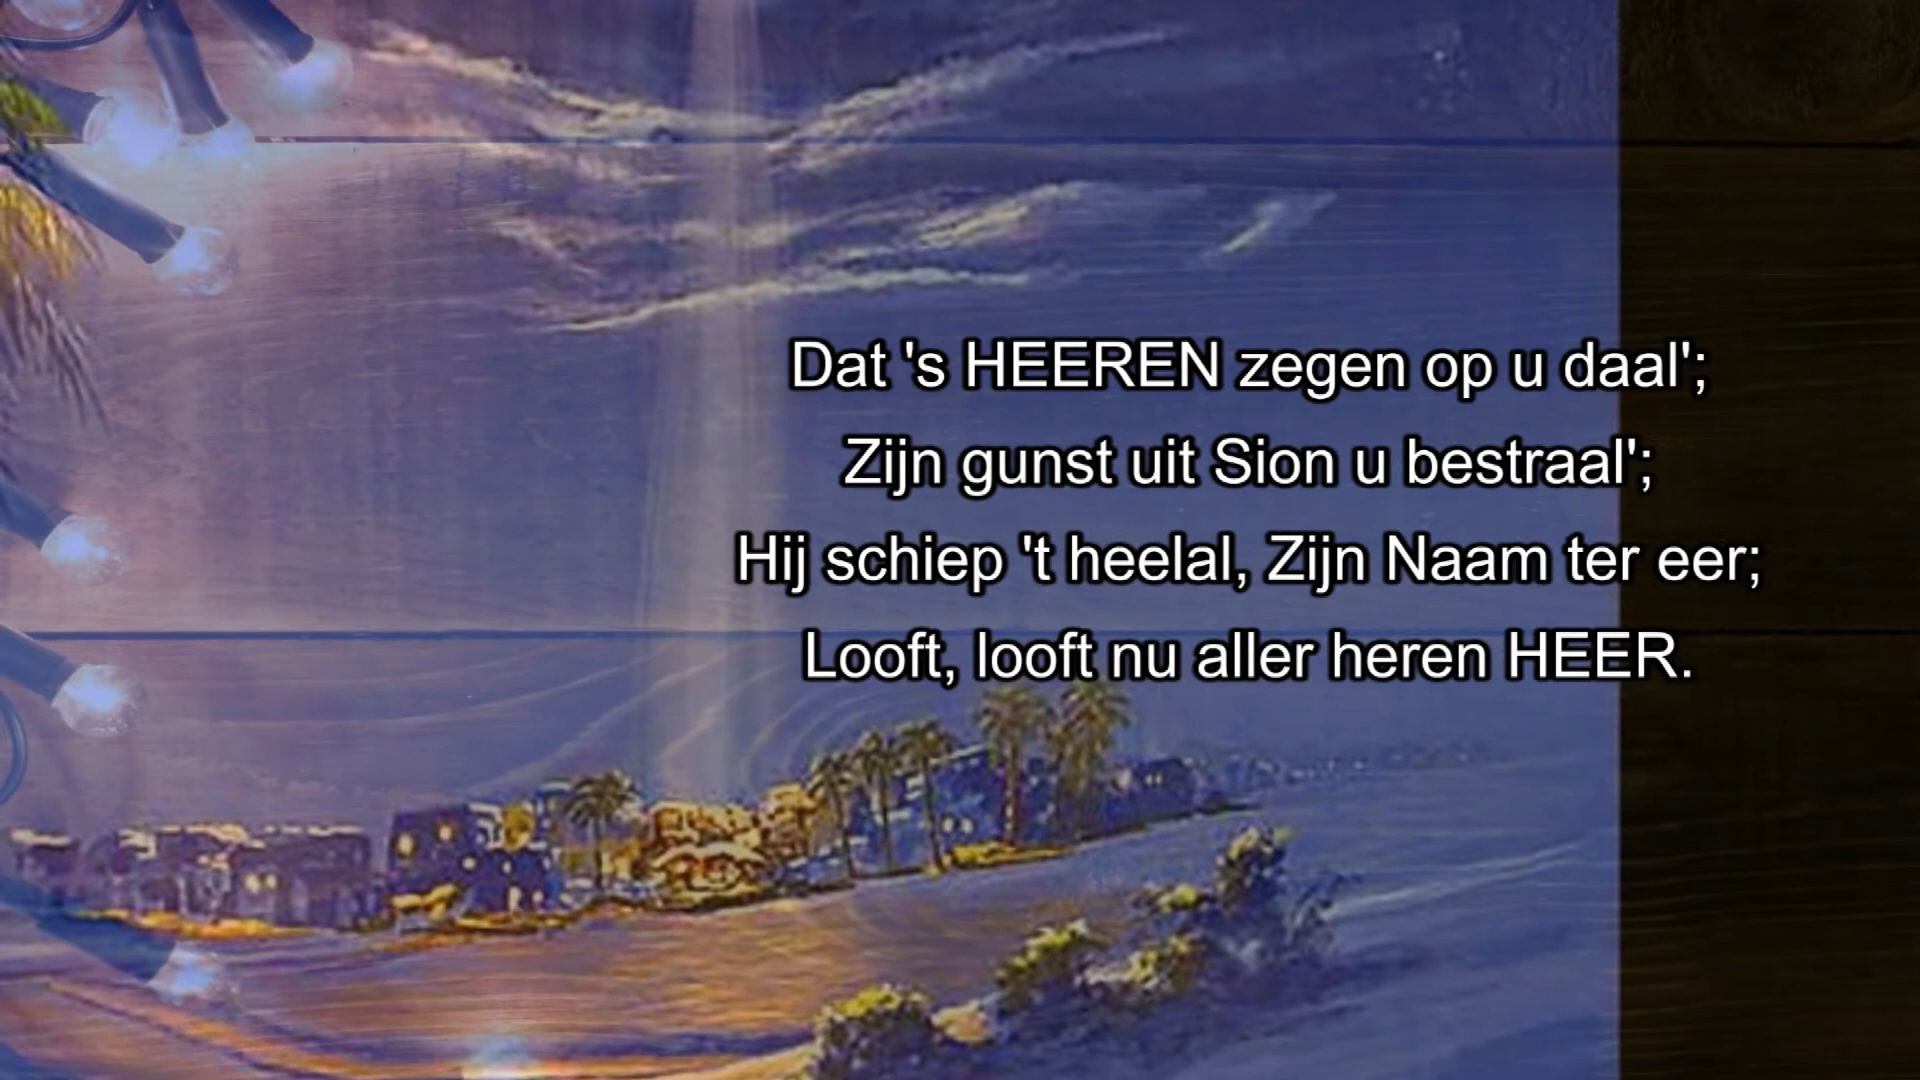 Dat 's HEEREN zegen op u daal';
Zijn gunst uit Sion u bestraal';
Hij schiep 't heelal, Zijn Naam ter eer;
Looft, looft nu aller heren HEER.